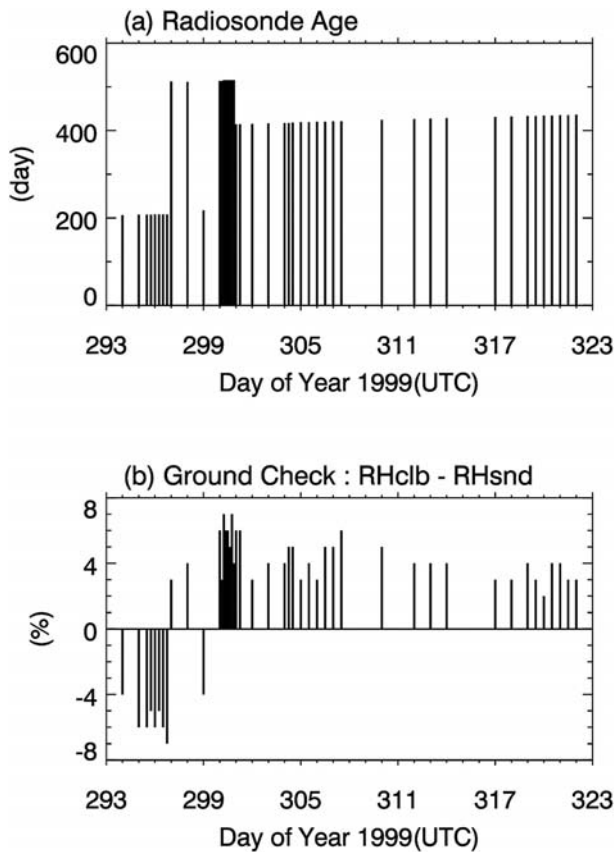 (a) Radiosonde Age
600
400
200
0
(day)
293 299 305 311 317 323
Day of Year 1999(UTC)
(b) Ground Check : RHclb - RHsnd
8
4
0
-4
-8
(%)
293 299 305 311 317 323
Day of Year 1999(UTC)